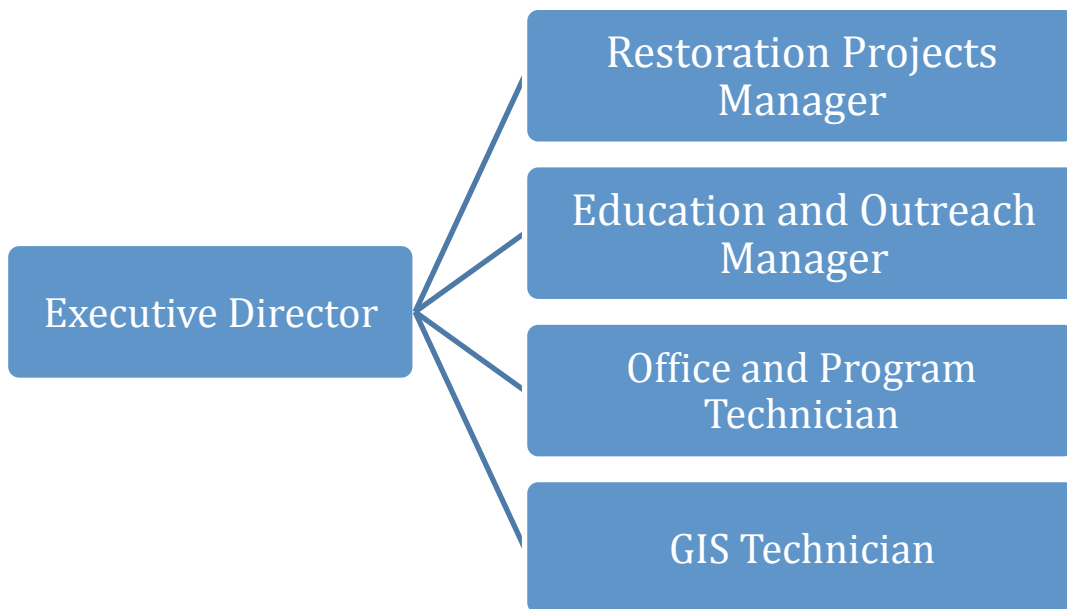 Restoration Projects
Manager
Education and Outreach
Manager
Executive Director
Office and Program
Technician
GIS Technician